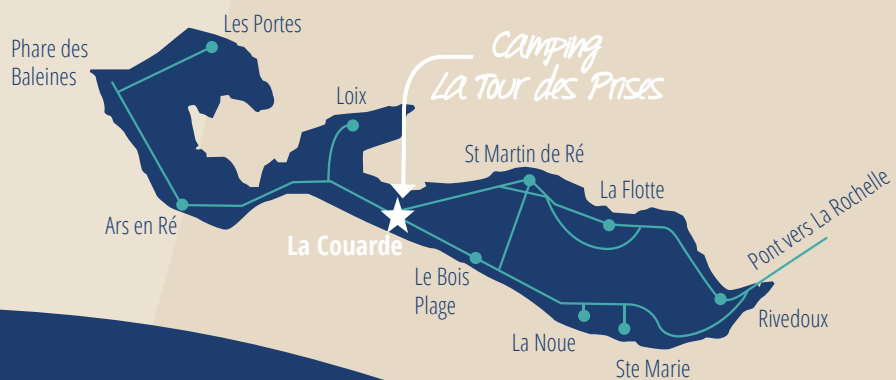 Les Portes
Phare des
Baleines
Camping
La Tour des Prises
Loix
St Martin de Ré
La Flotte
Pont vers La Rochelle
Ars en Ré
La Couarde
Le Bois
Plage
Rivedoux
La Noue
Ste Marie